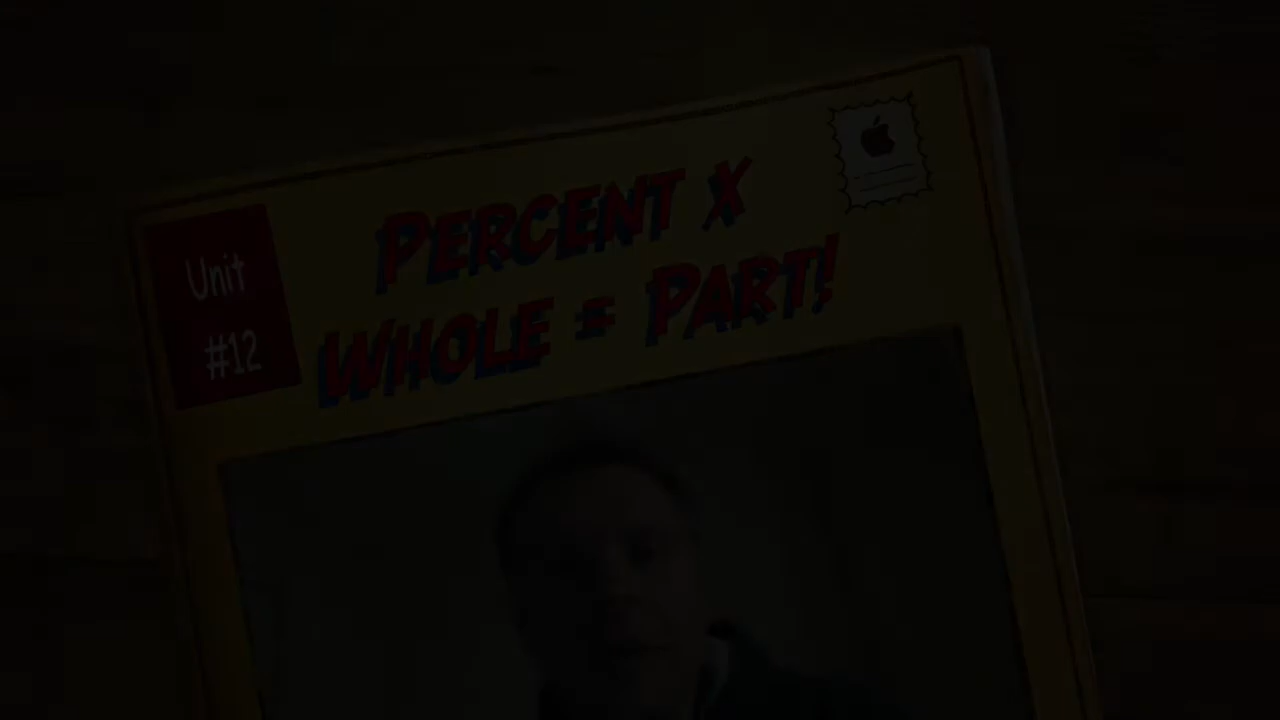 Unit
#12
PERCENT X
WHOLE = PART!